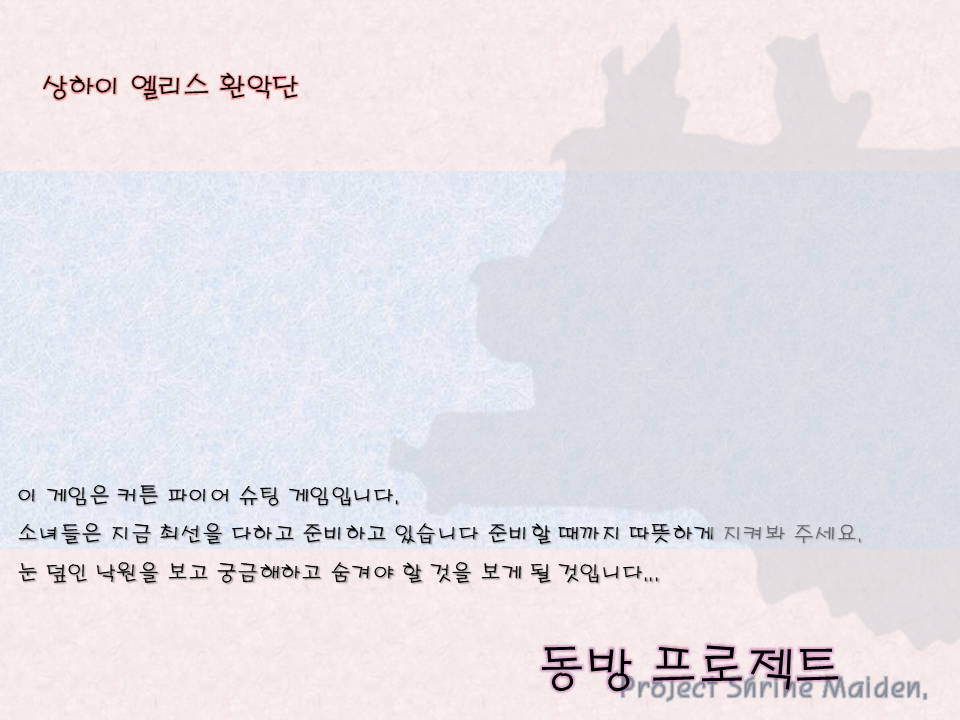 상하이 엘리스 환악단
이 게임은 커튼 파이어 슈팅 게임입니다.
소녀들은 지금 최선을 다하고 준비하고 있습니다 준비할 때까지 따뜻하게 지켜봐 주세요.
눈 덮인 낙원을 보고 궁금해하고 숨겨야 할 것을 보게 될 것입니다...
동방 프로젝트
Project Shrine Maiden.